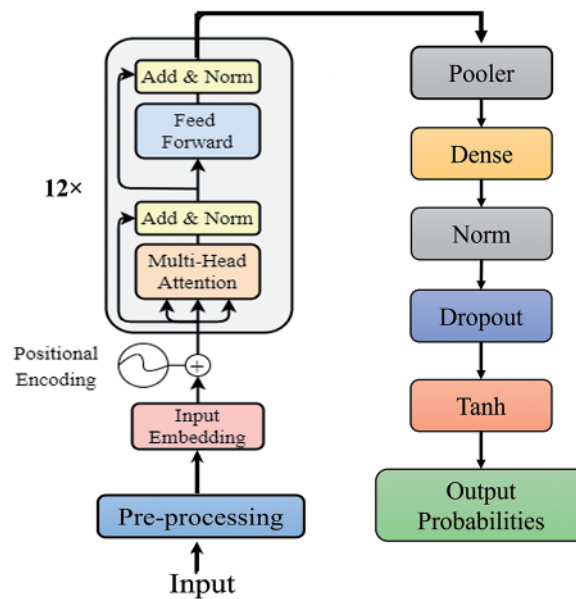 Add & Norm
Feed
Forward
12×
Add & Norm
Multi-Head
Attention
Positional
Encoding
Input
Embedding
Pre-processing
Input
Pooler
Dense
Norm
Dropout
Tanh
Output
Probabilities